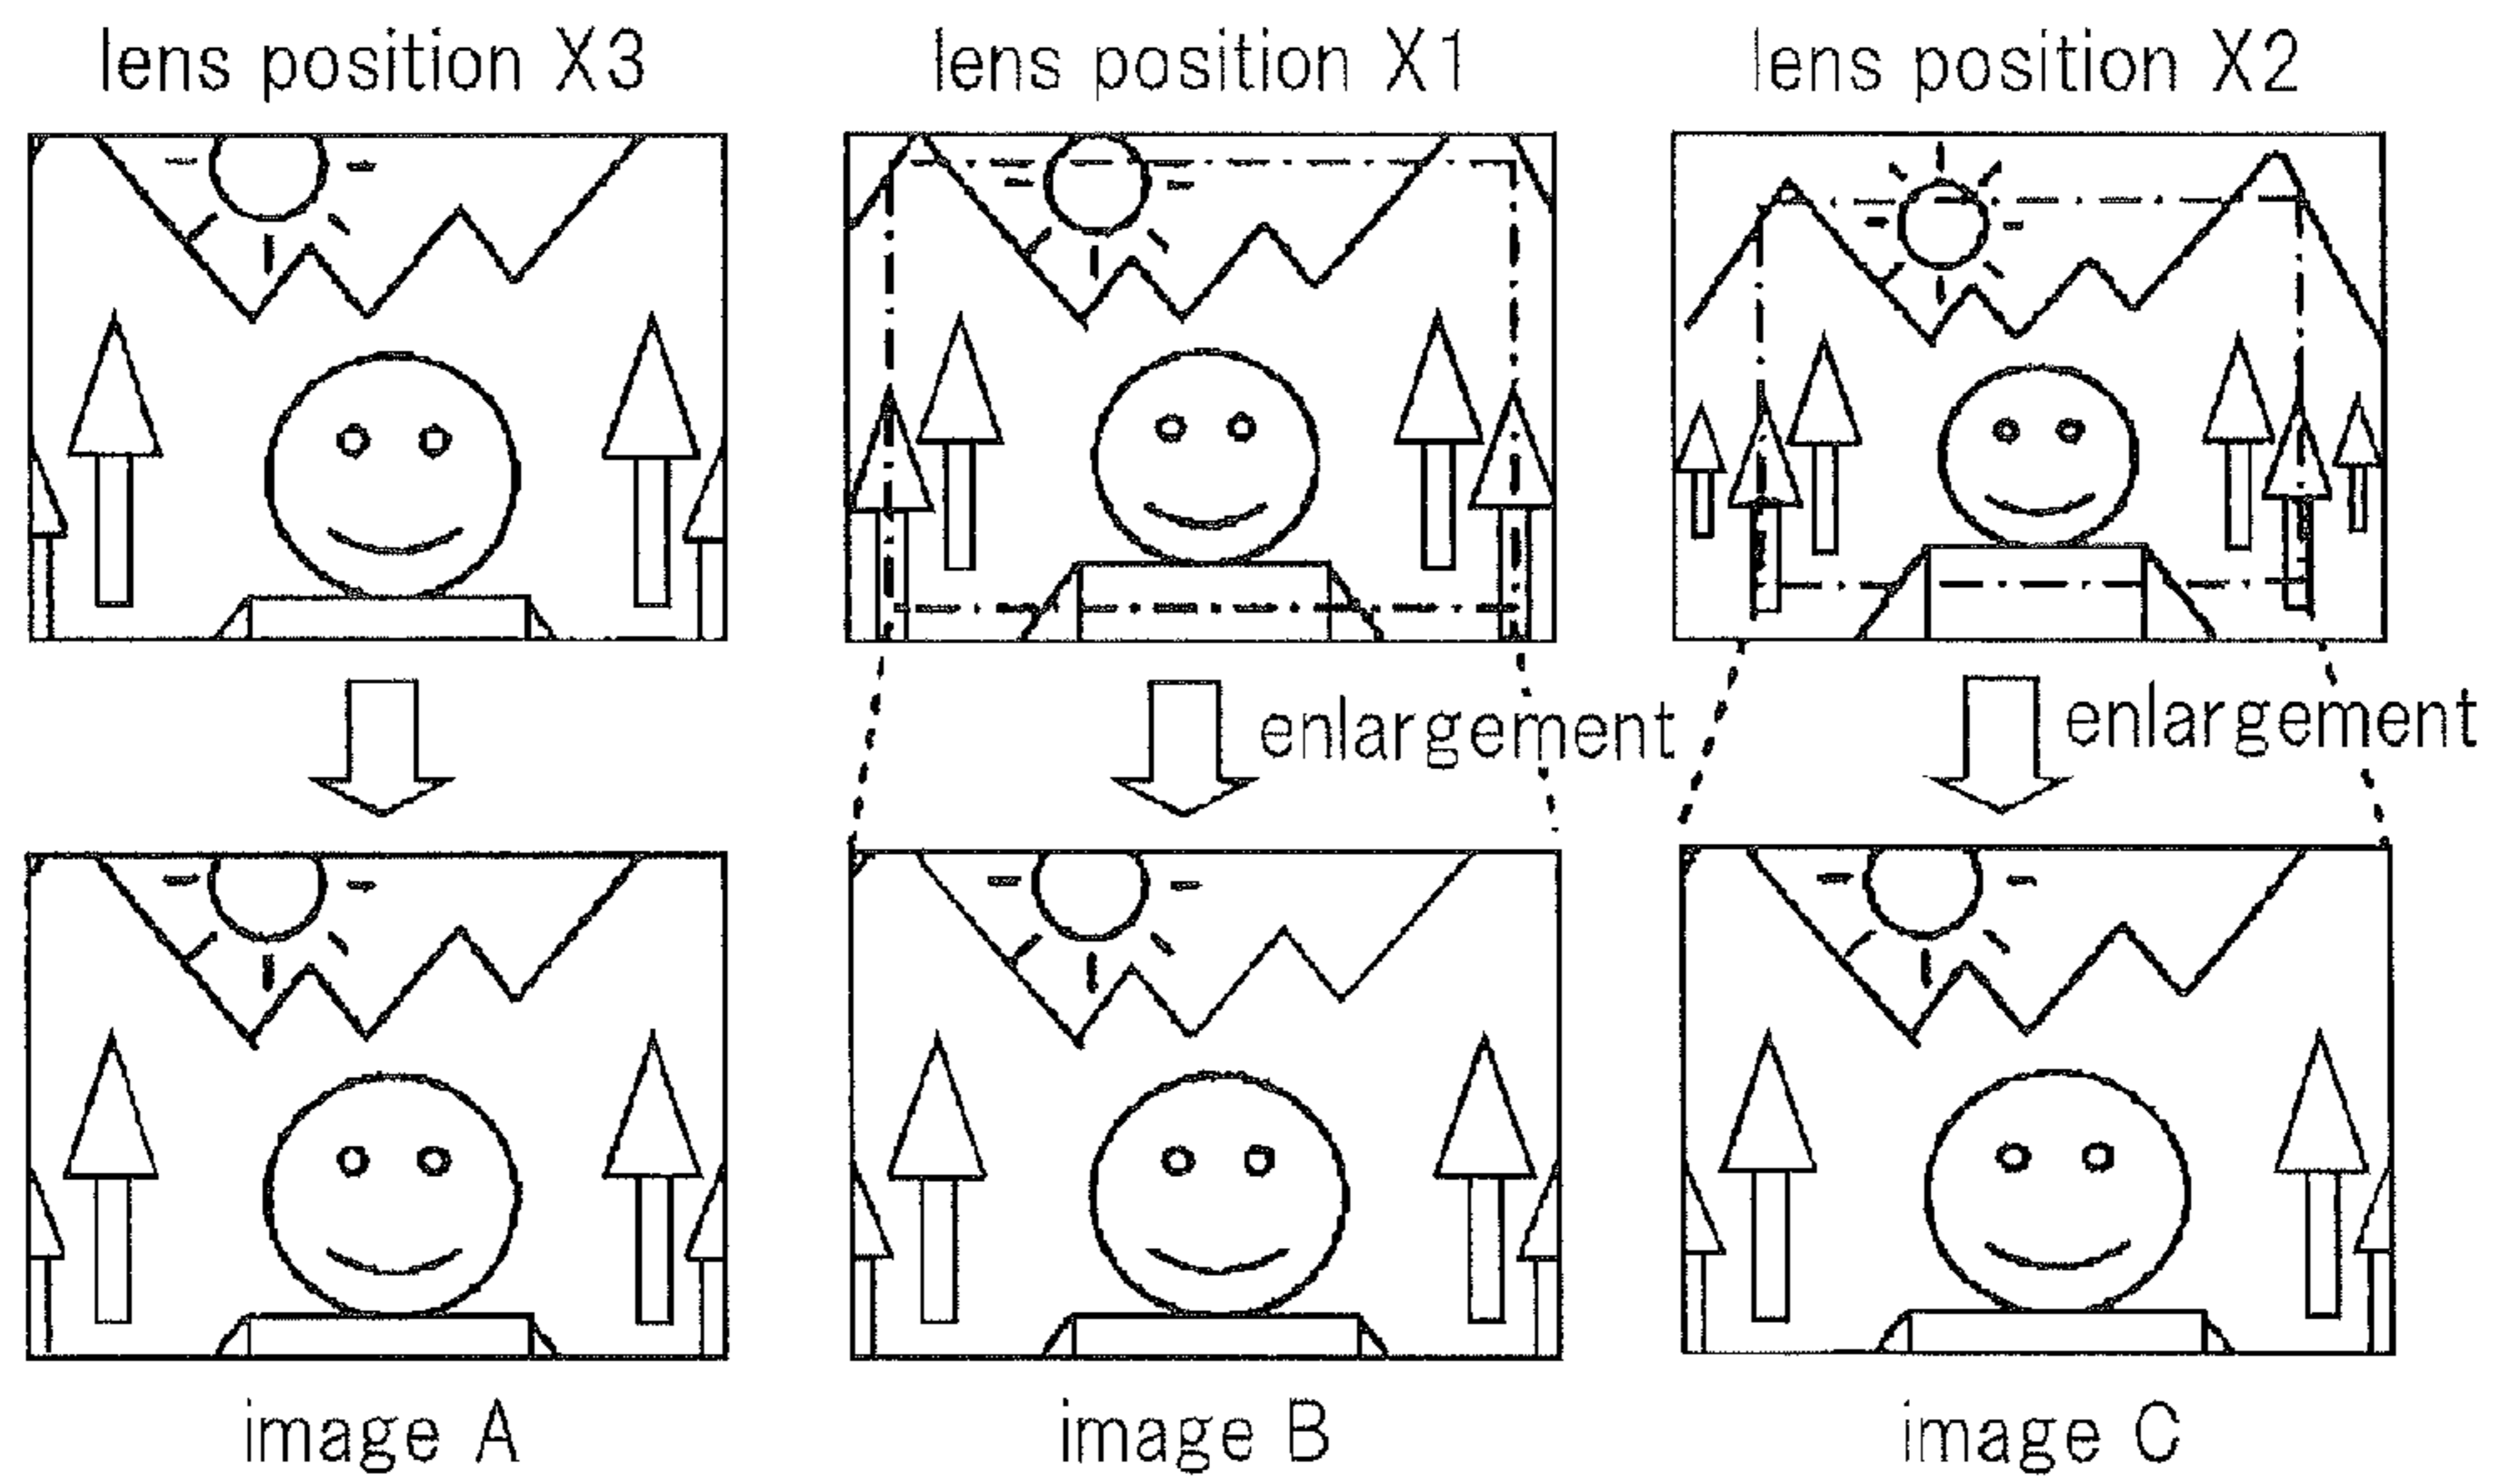 lens position X3
lens position X1
lens position X2
enlargement
enlargement
image A
image B
image C